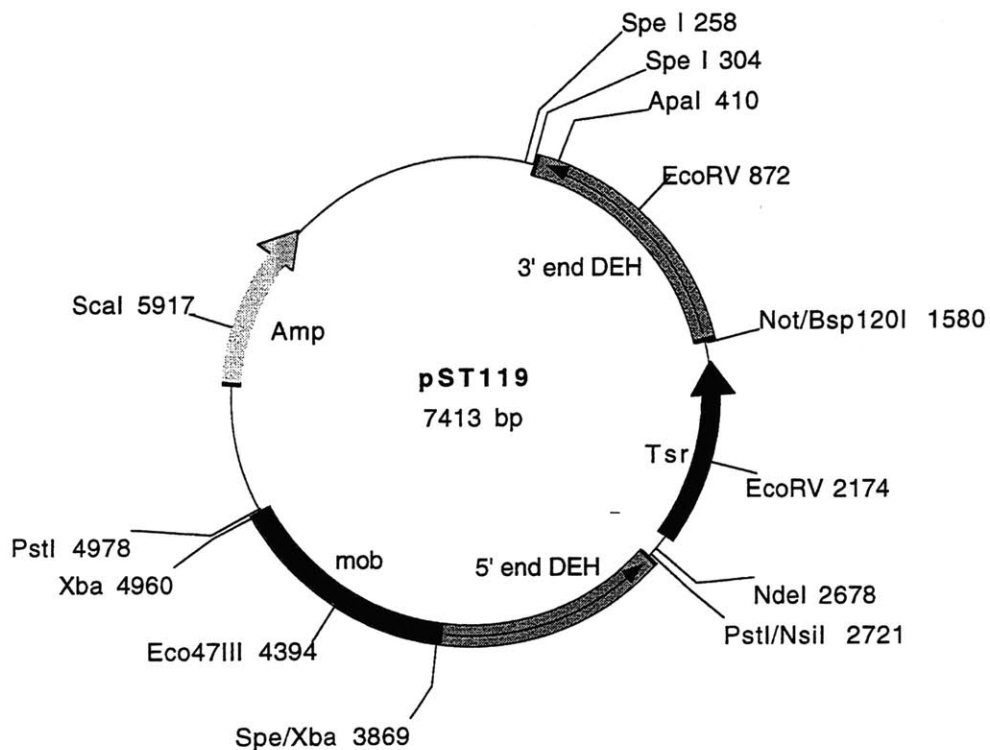 Spe I 258
Spe I 304
ApaI 410
EcoRV 872
3' end DEH
Not/Bsp120I 1580
ScaI 5917
Amp
pST119
7413 bp
Tsr
EcoRV 2174
PstI 4978
Xba 4960
mob
5' end DEH
NdeI 2678
PstI/NsiI 2721
Eco47III 4394
Spe/Xba 3869